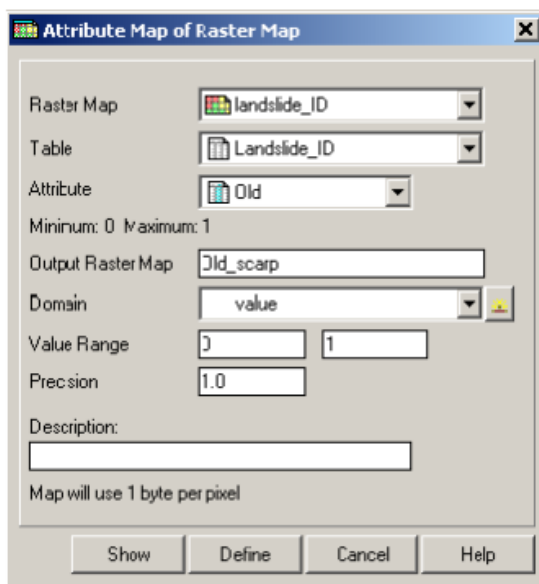 Attribute Map of Raster Map
Raster Map landslide_ID
Table Landslide_ID
Attribute Old
Minimum: 0 Maximum: 1
Output Raster Map Old_scarp
Domain value
Value Range 0 1
Precision 1.0
Description:
Map will use 1 byte per pixel
Show Define Cancel Help